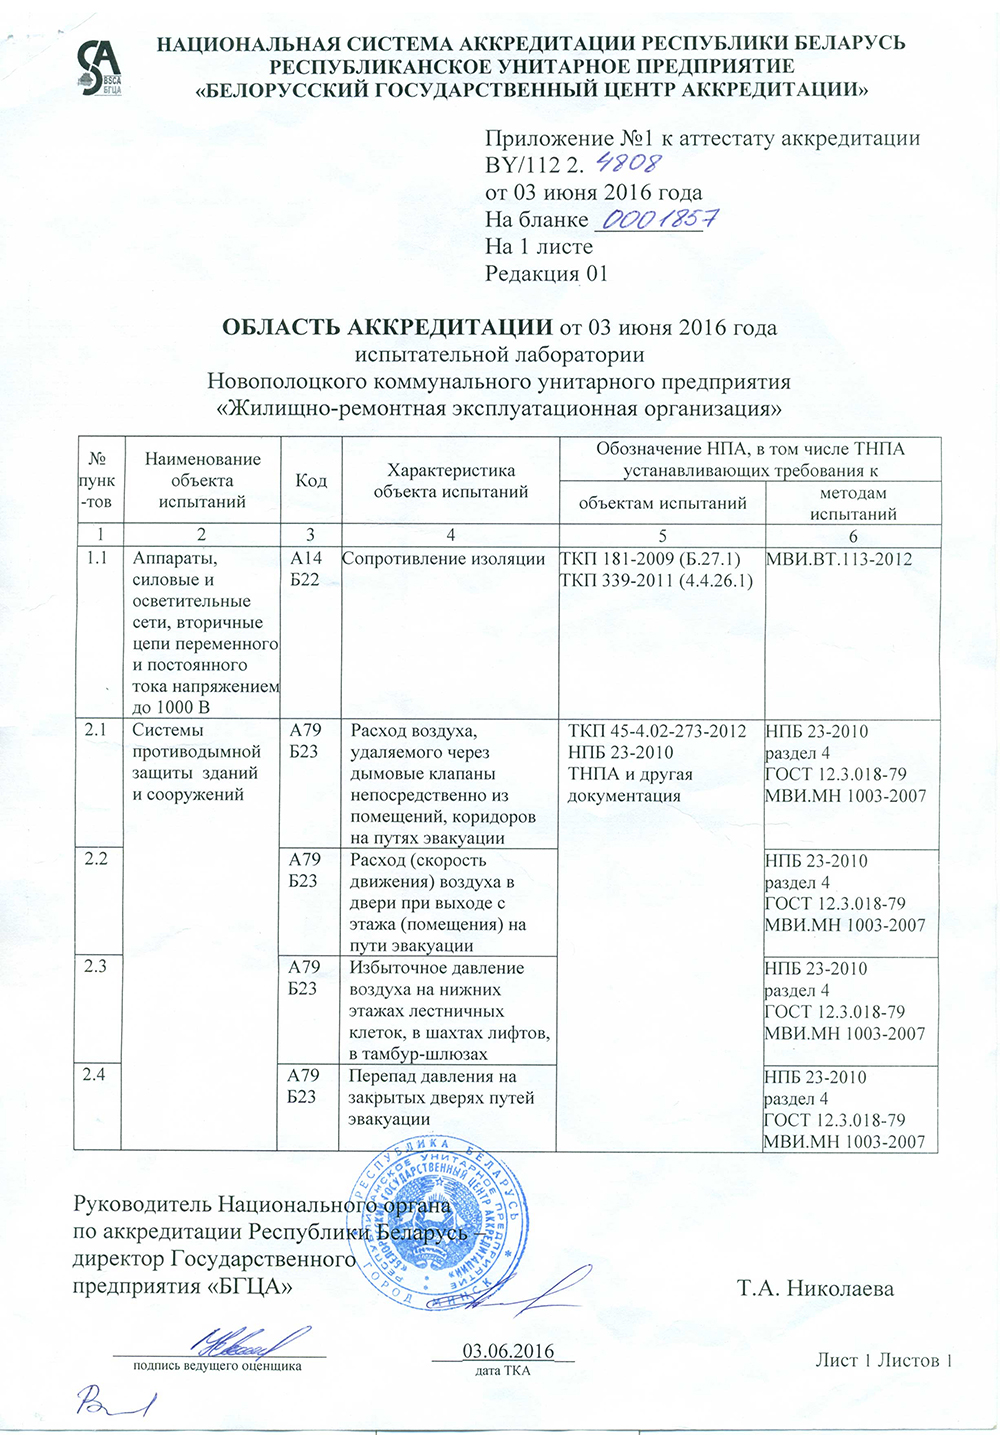 BSCA
БГЦА
НАЦИОНАЛЬНАЯ СИСТЕМА АККРЕДИТАЦИИ РЕСПУБЛИКИ БЕЛАРУСЬ
РЕСПУБЛИКАНСКОЕ УНИТАРНОЕ ПРЕДПРИЯТИЕ
«БЕЛОРУССКИЙ ГОСУДАРСТВЕННЫЙ ЦЕНТР АККРЕДИТАЦИИ»
Приложение №1 к аттестату аккредитации
BY/112 2. 4808
от 03 июня 2016 года
На бланке 0001857
На 1 листе
Редакция 01
ОБЛАСТЬ АККРЕДИТАЦИИ от 03 июня 2016 года
испытательной лаборатории
Новополоцкого коммунального унитарного предприятия
«Жилищно-ремонтная эксплуатационная организация»
№ пунк-тов
Наименование объекта испытаний
Код
Характеристика объекта испытаний
Обозначение НПА, в том числе ТНПА устанавливающих требования к
объектам испытаний
методам испытаний
1 2 3 4 5 6
1.1
Аппараты,
силовые и
осветительные
сети, вторичные
цепи переменного
и постоянного
тока напряжением
до 1000 В
А14
Б22
Сопротивление изоляции
ТКП 181-2009 (Б.27.1)
ТКП 339-2011 (4.4.26.1)
МВИ.ВТ.113-2012
2.1
Системы
противодымной
защиты зданий
и сооружений
А79
Б23
Расход воздуха,
удаляемого через
дымовые клапаны
непосредственно из
помещений, коридоров
на путях эвакуации
ТКП 45-4.02-273-2012
НПБ 23-2010
ТНПА и другая
документация
НПБ 23-2010
раздел 4
ГОСТ 12.3.018-79
МВИ.МН 1003-2007
2.2
А79
Б23
Расход (скорость
движения) воздуха в
двери при выходе с
этажа (помещения) на
пути эвакуации
НПБ 23-2010
раздел 4
ГОСТ 12.3.018-79
МВИ.МН 1003-2007
2.3
А79
Б23
Избыточное давление
воздуха на нижних
этажах лестничных
клеток, в шахтах лифтов,
в тамбур-шлюзах
НПБ 23-2010
раздел 4
ГОСТ 12.3.018-79
МВИ.МН 1003-2007
2.4
А79
Б23
Перепад давления на
закрытых дверях путей
эвакуации
НПБ 23-2010
раздел 4
ГОСТ 12.3.018-79
МВИ.МН 1003-2007
РЕСПУБЛИКА БЕЛАРУСЬ * ГОРОД МИНСК
РЕСПУБЛИКАНСКОЕ УНИТАРНОЕ ПРЕДПРИЯТИЕ
«БЕЛОРУССКИЙ ГОСУДАРСТВЕННЫЙ ЦЕНТР АККРЕДИТАЦИИ»
Руководитель Национального органа
по аккредитации Республики Беларусь –
директор Государственного
предприятия «БГЦА»
Т.А. Николаева
подпись ведущего оценщика
03.06.2016
дата ТКА
Лист 1 Листов 1